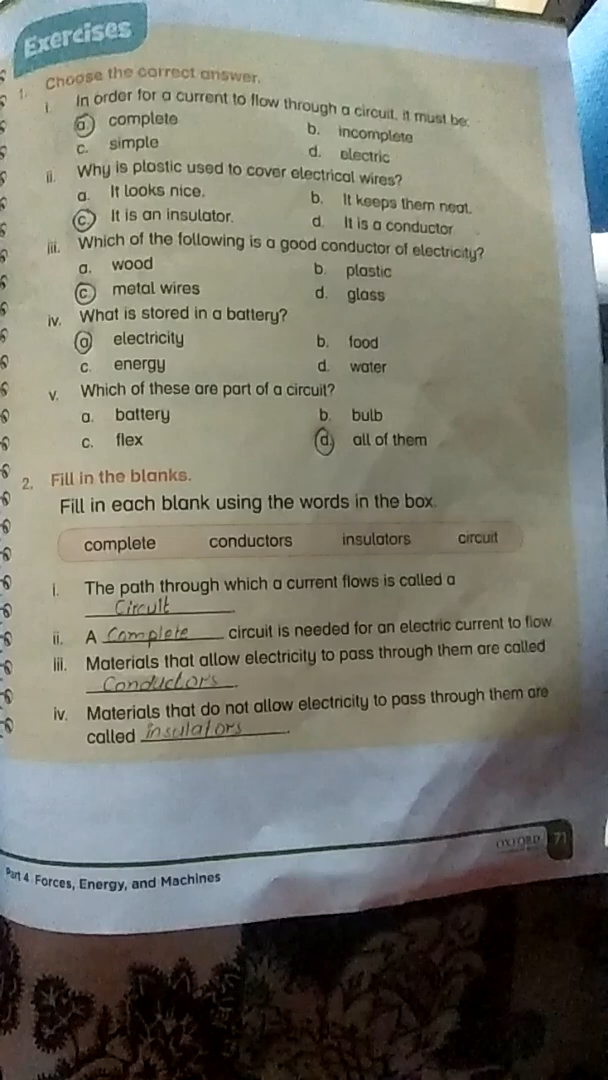 Exercises
1. Choose the correct answer.
i. In order for a current to flow through a circuit, it must be:
a. complete b. incomplete
c. simple d. electric
ii. Why is plastic used to cover electrical wires?
a. It looks nice. b. It keeps them neat.
c. It is an insulator. d. It is a conductor
iii. Which of the following is a good conductor of electricity?
a. wood b. plastic
c. metal wires d. glass
iv. What is stored in a battery?
a electricity b. food
c. energy d. water
v. Which of these are part of a circuit?
a. battery b. bulb
c. flex d. all of them
2. Fill in the blanks.
Fill in each blank using the words in the box.
complete conductors insulators circuit
i. The path through which a current flows is called a
Circuit.
ii. A Complete circuit is needed for an electric current to flow.
iii. Materials that allow electricity to pass through them are called
Conductors.
iv. Materials that do not allow electricity to pass through them are
called insulators.
OXFORD 71
Part 4 Forces, Energy, and Machines